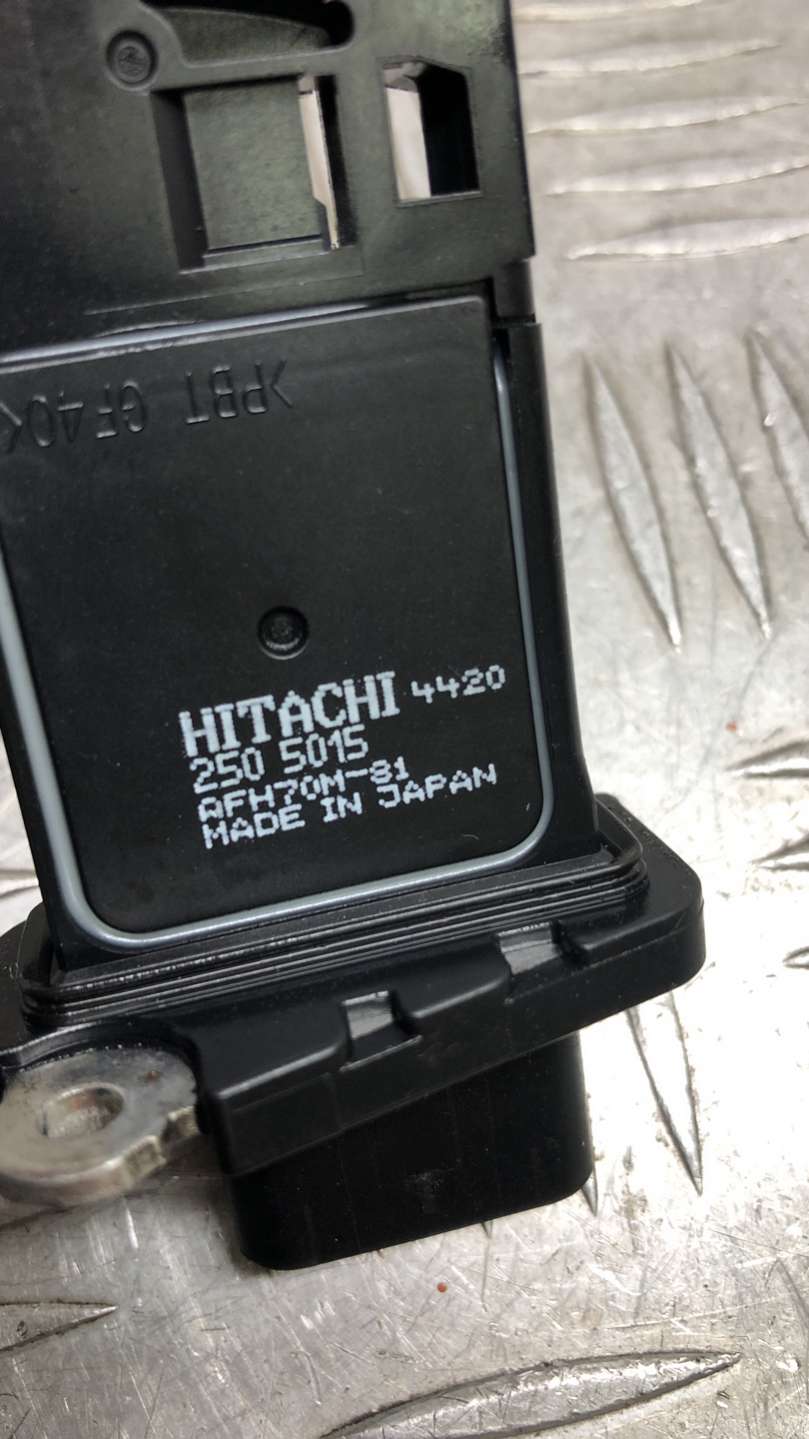 >PBT GF40<
HITACHI 4420
250 5015
AFH70M-81
MADE IN JAPAN